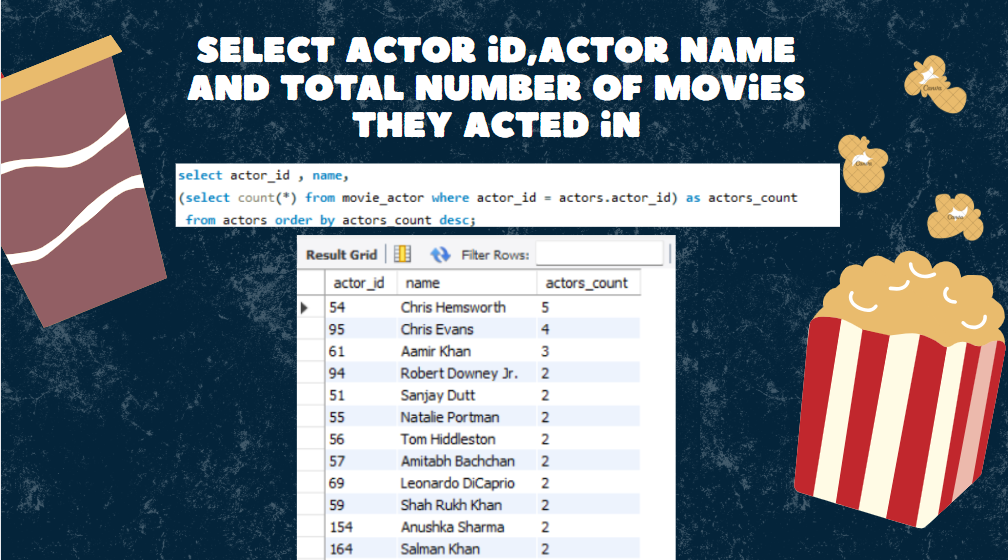 SELECT ACTOR iD,ACTOR NAME
AND TOTAL NUMBER OF MOViES
THEY ACTED iN
select actor_id , name,
(select count(*) from movie_actor where actor_id = actors.actor_id) as actors_count
from actors order by actors_count desc;
Result Grid Filter Rows:
actor_id name actors_count
54 Chris Hemsworth 5
95 Chris Evans 4
61 Aamir Khan 3
94 Robert Downey Jr. 2
51 Sanjay Dutt 2
55 Natalie Portman 2
56 Tom Hiddleston 2
57 Amitabh Bachchan 2
69 Leonardo DiCaprio 2
59 Shah Rukh Khan 2
154 Anushka Sharma 2
164 Salman Khan 2
Canva
Canva
Canva